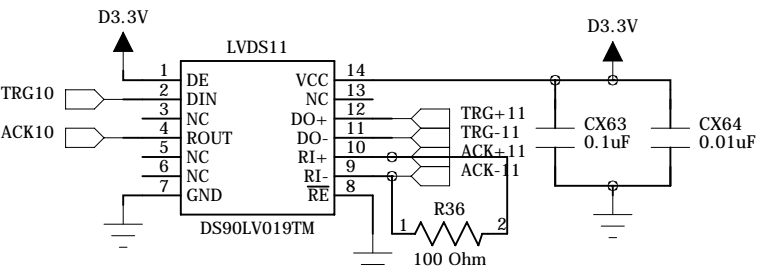 D3.3V
D3.3V
LVDS11
1 DE VCC 14
TRG10 2 DIN NC 13
3 NC DO+ 12 TRG+11
ACK10 4 ROUT DO- 11 TRG-11
5 NC RI+ 10 ACK+11
6 NC RI- 9 ACK-11
7 GND RE 8
DS90LV019TM
CX63
0.1uF
CX64
0.01uF
R36
1 2
100 Ohm